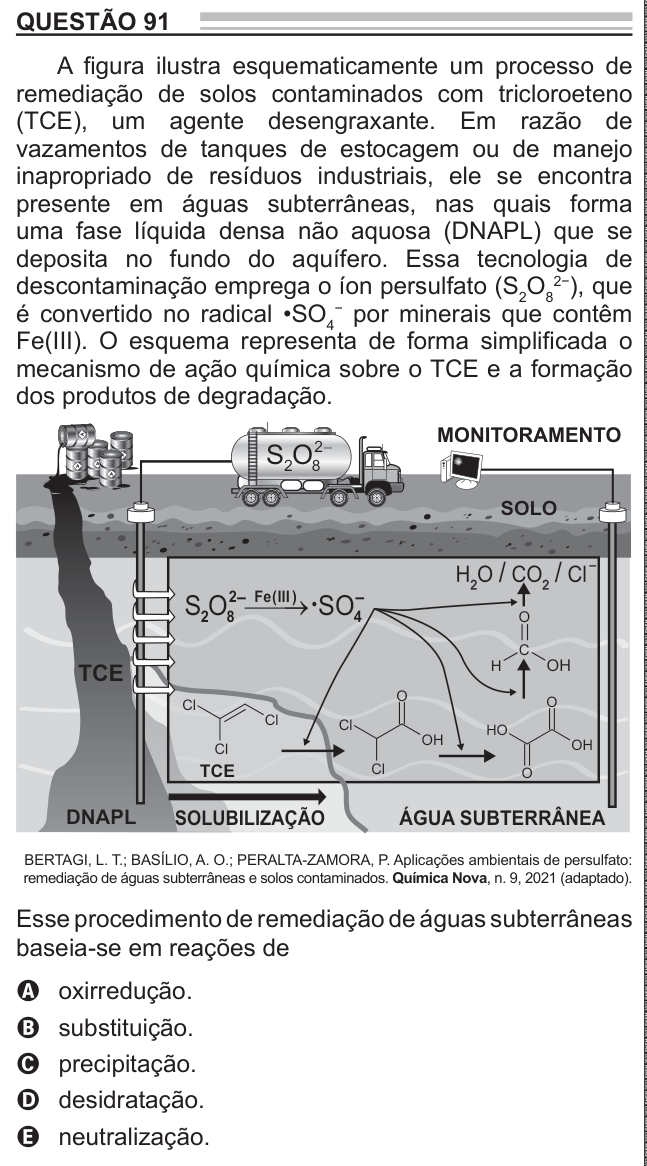 QUESTÃO 91
A figura ilustra esquematicamente um processo de
remediação de solos contaminados com tricloroeteno
(TCE), um agente desengraxante. Em razão de
vazamentos de tanques de estocagem ou de manejo
inapropriado de resíduos industriais, ele se encontra
presente em águas subterrâneas, nas quais forma
uma fase líquida densa não aquosa (DNAPL) que se
deposita no fundo do aquífero. Essa tecnologia de
descontaminação emprega o íon persulfato (S₂O₈²⁻), que
é convertido no radical •SO₄⁻ por minerais que contêm
Fe(III). O esquema representa de forma simplificada o
mecanismo de ação química sobre o TCE e a formação
dos produtos de degradação.
S₂O₈²⁻
MONITORAMENTO
SOLO
H₂O / CO₂ / Cl⁻
S₂O₈²⁻ Fe(III) → •SO₄⁻
O
C
H OH
TCE
Cl
Cl
Cl
TCE
O
Cl
OH
Cl
O
HO
OH
O
DNAPL
SOLUBILIZAÇÃO
ÁGUA SUBTERRÂNEA
BERTAGI, L. T.; BASÍLIO, A. O.; PERALTA-ZAMORA, P. Aplicações ambientais de persulfato:
remediação de águas subterrâneas e solos contaminados. Química Nova, n. 9, 2021 (adaptado).
Esse procedimento de remediação de águas subterrâneas
baseia-se em reações de
A oxirredução.
B substituição.
C precipitação.
D desidratação.
E neutralização.